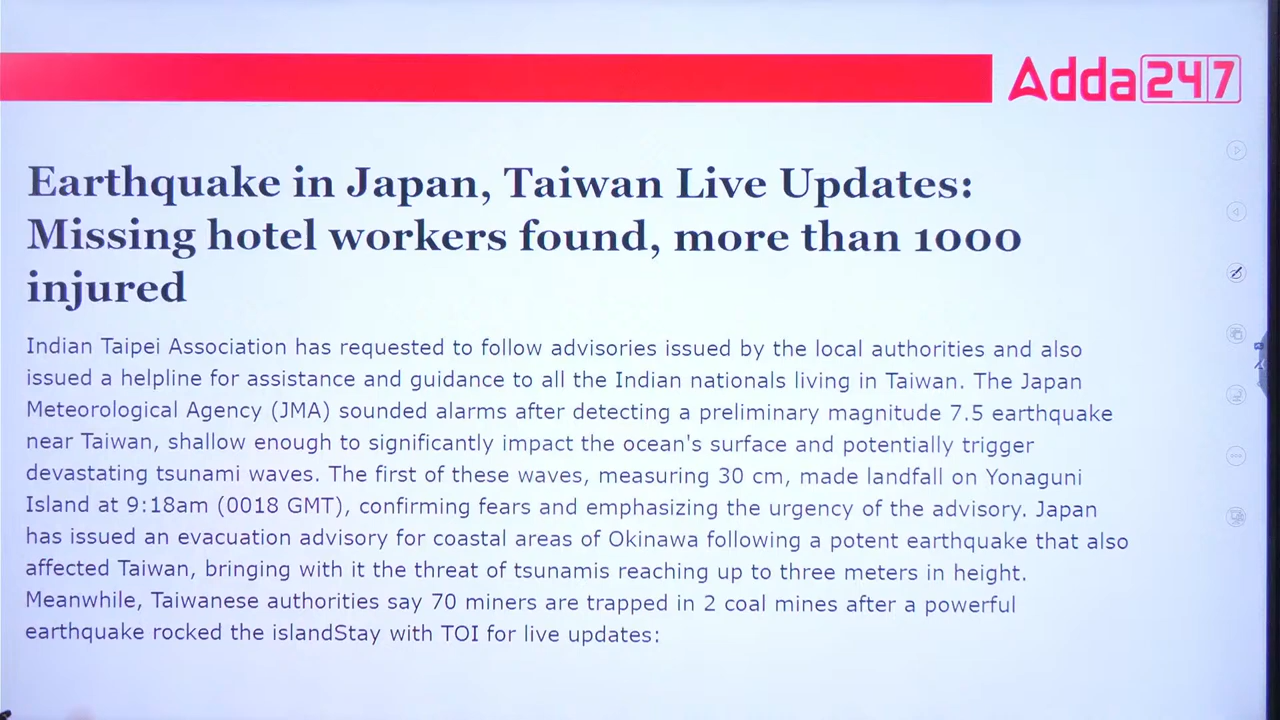 Adda247
Earthquake in Japan, Taiwan Live Updates:
Missing hotel workers found, more than 1000
injured
Indian Taipei Association has requested to follow advisories issued by the local authorities and also
issued a helpline for assistance and guidance to all the Indian nationals living in Taiwan. The Japan
Meteorological Agency (JMA) sounded alarms after detecting a preliminary magnitude 7.5 earthquake
near Taiwan, shallow enough to significantly impact the ocean's surface and potentially trigger
devastating tsunami waves. The first of these waves, measuring 30 cm, made landfall on Yonaguni
Island at 9:18am (0018 GMT), confirming fears and emphasizing the urgency of the advisory. Japan
has issued an evacuation advisory for coastal areas of Okinawa following a potent earthquake that also
affected Taiwan, bringing with it the threat of tsunamis reaching up to three meters in height.
Meanwhile, Taiwanese authorities say 70 miners are trapped in 2 coal mines after a powerful
earthquake rocked the islandStay with TOI for live updates: